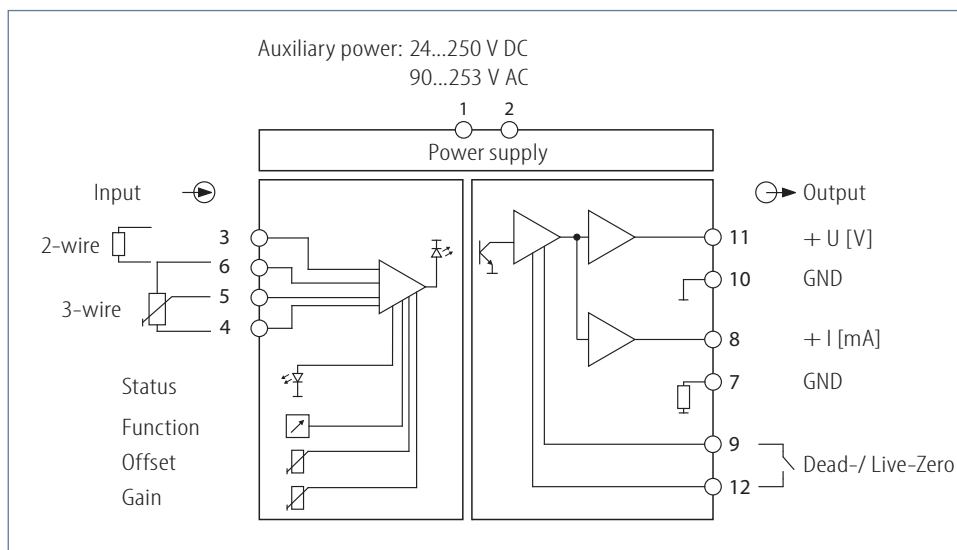 Auxiliary power: 24...250 V DC
90...253 V AC
1 2
Power supply
Input
Output
2-wire
3
6
3-wire
5
4
11 + U [V]
10 GND
8 + I [mA]
7 GND
Status
Function
Offset
Gain
9
Dead-/ Live-Zero
12